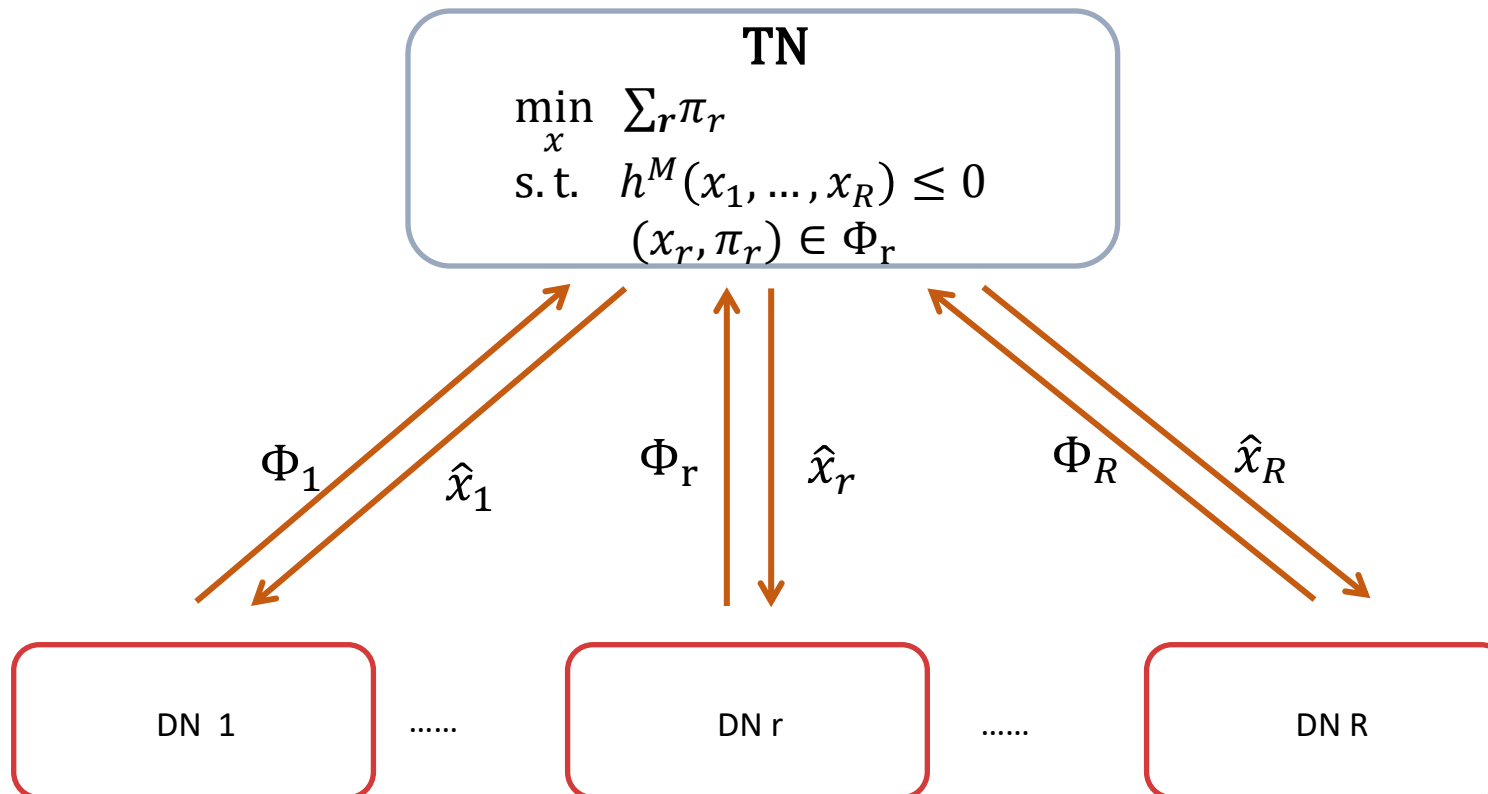 TN
min x ∑_r π_r
s. t. h^M(x_1, … , x_R) ≤ 0
(x_r, π_r) ∈ Φ_r
Φ_1 x̂_1 Φ_r x̂_r Φ_R x̂_R
DN 1 …… DN r …… DN R